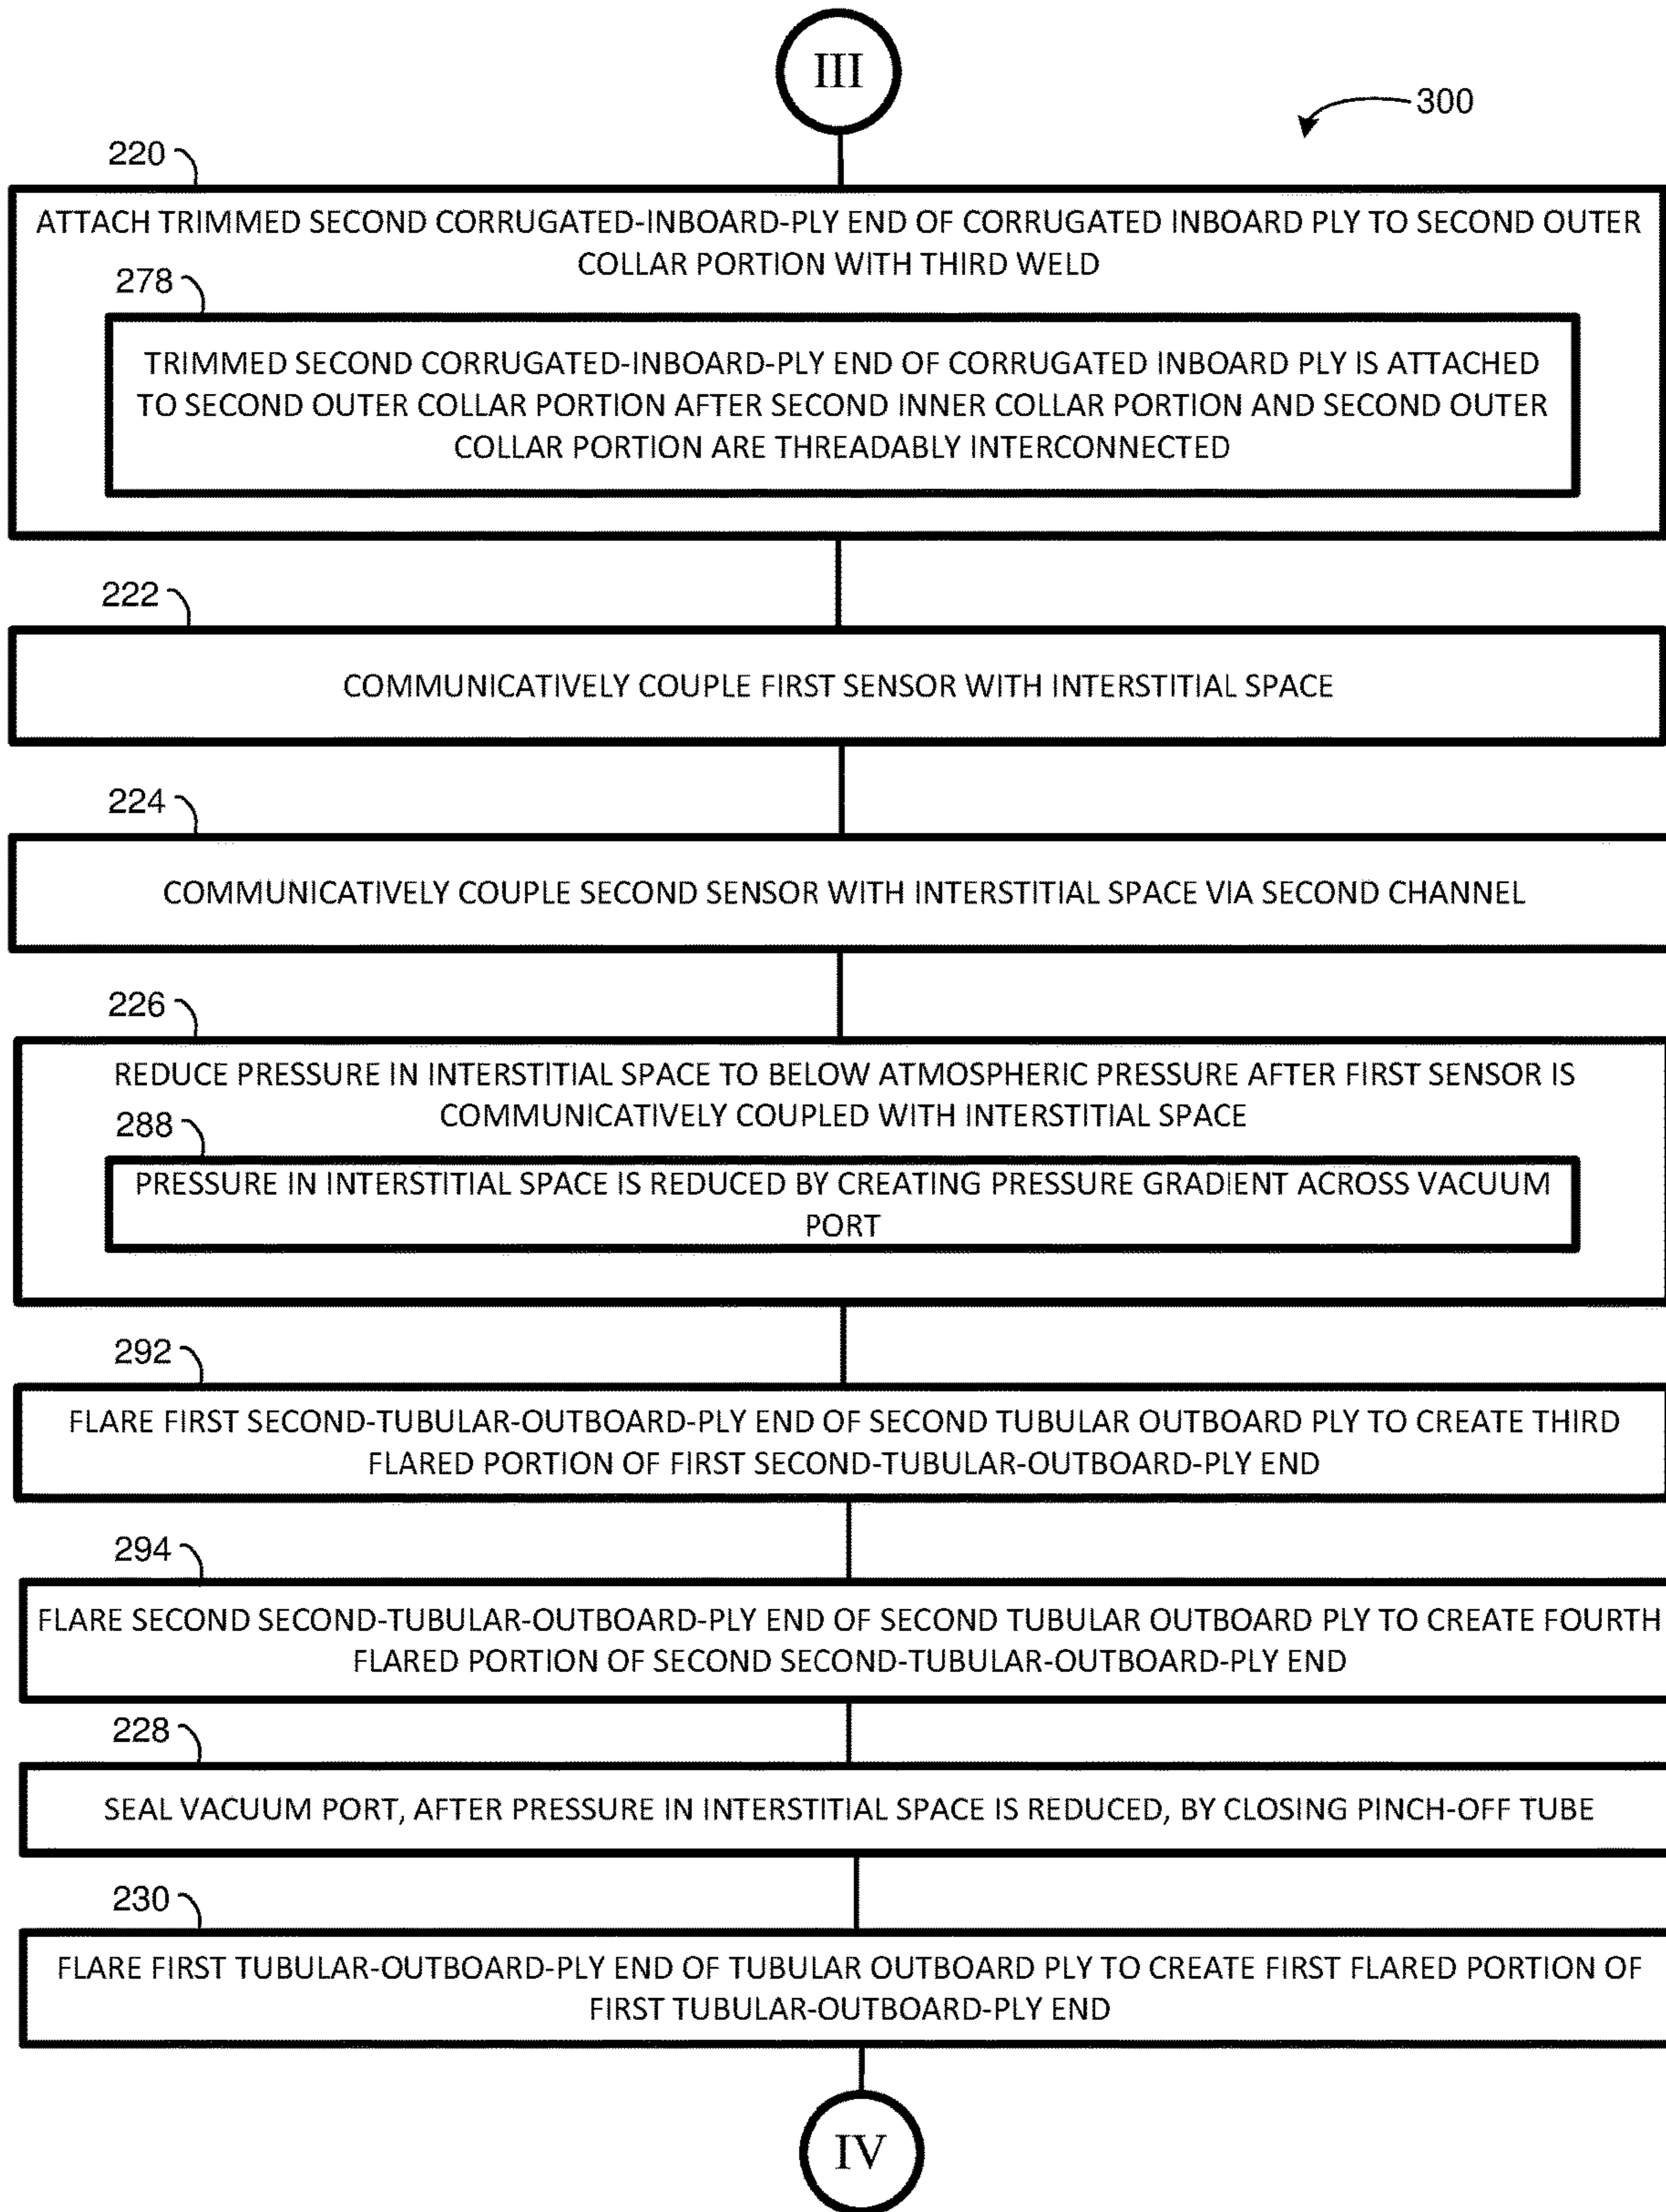 III
300
220
ATTACH TRIMMED SECOND CORRUGATED-INBOARD-PLY END OF CORRUGATED INBOARD PLY TO SECOND OUTER
COLLAR PORTION WITH THIRD WELD
278
TRIMMED SECOND CORRUGATED-INBOARD-PLY END OF CORRUGATED INBOARD PLY IS ATTACHED
TO SECOND OUTER COLLAR PORTION AFTER SECOND INNER COLLAR PORTION AND SECOND OUTER
COLLAR PORTION ARE THREADABLY INTERCONNECTED
222
COMMUNICATIVELY COUPLE FIRST SENSOR WITH INTERSTITIAL SPACE
224
COMMUNICATIVELY COUPLE SECOND SENSOR WITH INTERSTITIAL SPACE VIA SECOND CHANNEL
226
REDUCE PRESSURE IN INTERSTITIAL SPACE TO BELOW ATMOSPHERIC PRESSURE AFTER FIRST SENSOR IS
COMMUNICATIVELY COUPLED WITH INTERSTITIAL SPACE
288
PRESSURE IN INTERSTITIAL SPACE IS REDUCED BY CREATING PRESSURE GRADIENT ACROSS VACUUM
PORT
292
FLARE FIRST SECOND-TUBULAR-OUTBOARD-PLY END OF SECOND TUBULAR OUTBOARD PLY TO CREATE THIRD
FLARED PORTION OF FIRST SECOND-TUBULAR-OUTBOARD-PLY END
294
FLARE SECOND SECOND-TUBULAR-OUTBOARD-PLY END OF SECOND TUBULAR OUTBOARD PLY TO CREATE FOURTH
FLARED PORTION OF SECOND SECOND-TUBULAR-OUTBOARD-PLY END
228
SEAL VACUUM PORT, AFTER PRESSURE IN INTERSTITIAL SPACE IS REDUCED, BY CLOSING PINCH-OFF TUBE
230
FLARE FIRST TUBULAR-OUTBOARD-PLY END OF TUBULAR OUTBOARD PLY TO CREATE FIRST FLARED PORTION OF
FIRST TUBULAR-OUTBOARD-PLY END
IV